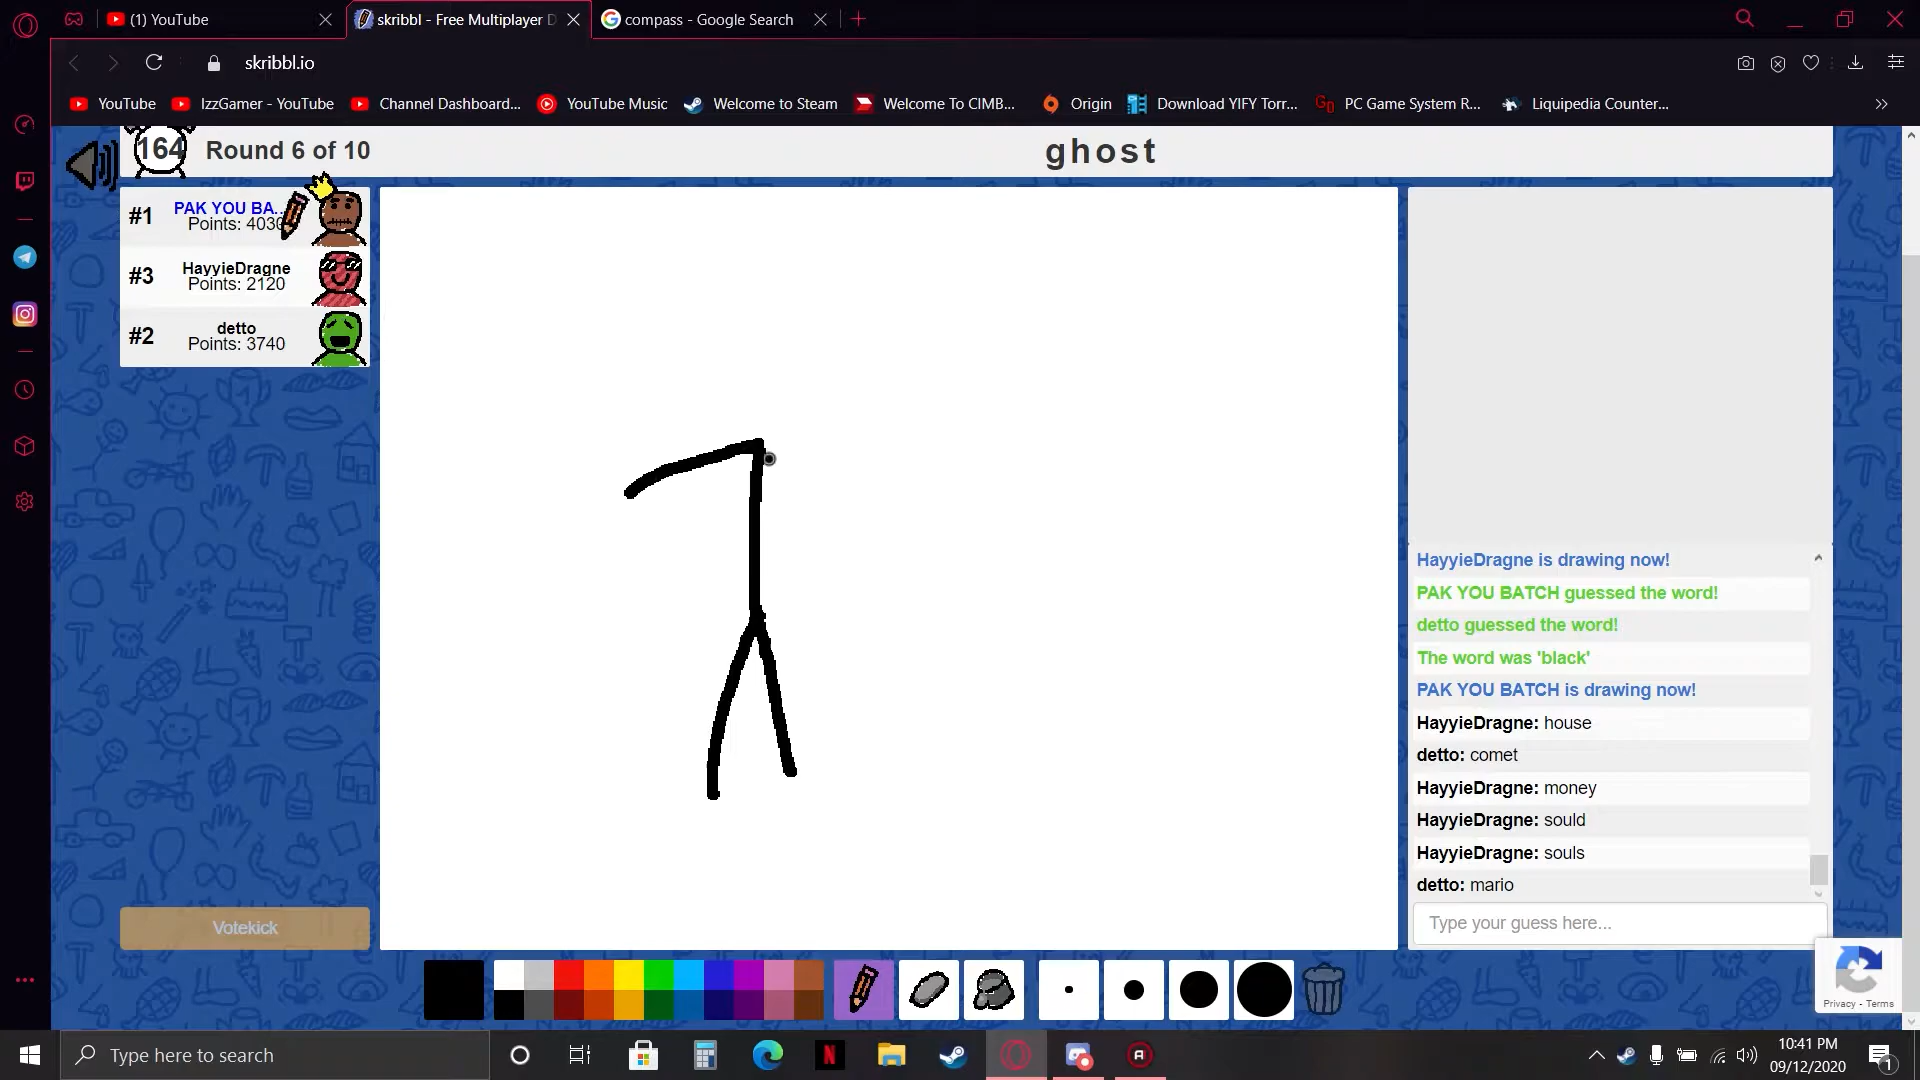 (1) YouTube
skribbl - Free Multiplayer D
compass - Google Search
skribbl.io
YouTube
IzzGamer - YouTube
Channel Dashboard...
YouTube Music
Welcome to Steam
Welcome To CIMB...
Origin
Download YIFY Torr...
PC Game System R...
Liquipedia Counter...
164
Round 6 of 10
ghost
#1
PAK YOU BA...
Points: 4030
#3
HayyieDragne
Points: 2120
#2
detto
Points: 3740
HayyieDragne is drawing now!
PAK YOU BATCH guessed the word!
detto guessed the word!
The word was 'black'
PAK YOU BATCH is drawing now!
HayyieDragne: house
detto: comet
HayyieDragne: money
HayyieDragne: sould
HayyieDragne: souls
detto: mario
Type your guess here...
Votekick
Privacy - Terms
Type here to search
10:41 PM
09/12/2020
1